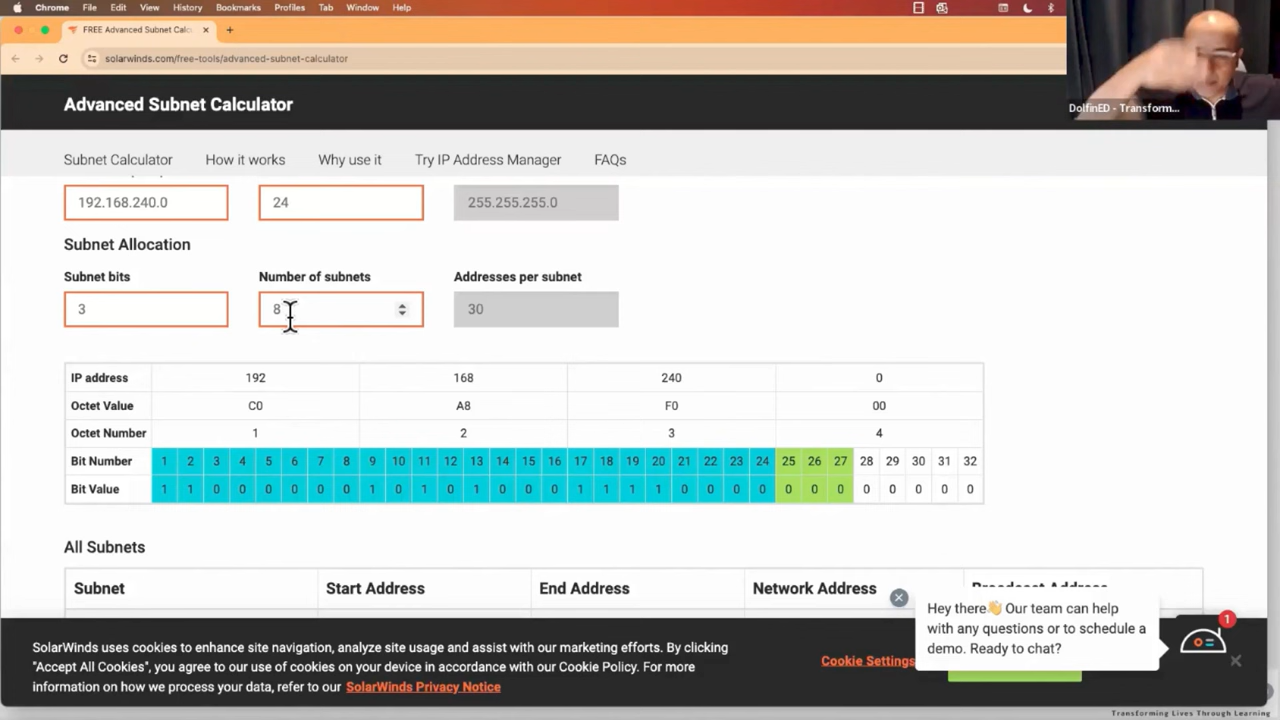 Chrome File Edit View History Bookmarks Profiles Tab Window Help
FREE Advanced Subnet Calc
solarwinds.com/free-tools/advanced-subnet-calculator
DolfinED - Transform...
Advanced Subnet Calculator
Subnet Calculator How it works Why use it Try IP Address Manager FAQs
192.168.240.0 24 255.255.255.0
Subnet Allocation
Subnet bits Number of subnets Addresses per subnet
3 8 30
IP address 192 168 240 0
Octet Value C0 A8 F0 00
Octet Number 1 2 3 4
Bit Number 1 2 3 4 5 6 7 8 9 10 11 12 13 14 15 16 17 18 19 20 21 22 23 24 25 26 27 28 29 30 31 32
Bit Value 1 1 0 0 0 0 0 0 1 0 1 0 1 0 0 0 1 1 1 1 0 0 0 0 0 0 0 0 0 0 0 0
All Subnets
Subnet Start Address End Address Network Address Broadcast Address
Hey there👋 Our team can help
with any questions or to schedule a
demo. Ready to chat?
1
SolarWinds uses cookies to enhance site navigation, analyze site usage and assist with our marketing efforts. By clicking
"Accept All Cookies", you agree to our use of cookies on your device in accordance with our Cookie Policy. For more
information on how we process your data, refer to our SolarWinds Privacy Notice
Cookie Settings
Transforming Lives Through Learning